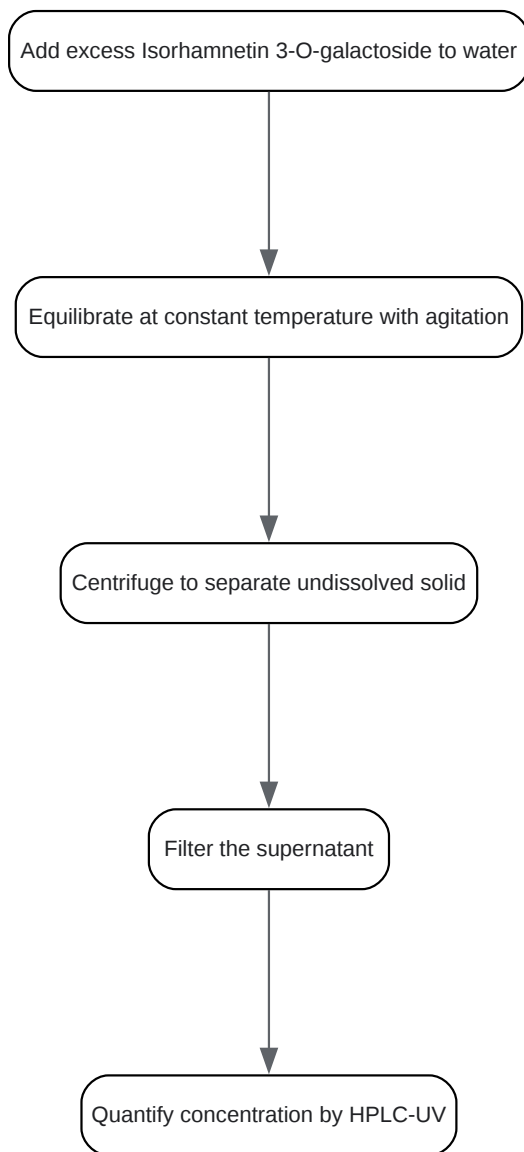 Add excess Isorhamnetin 3-O-galactoside to water
Equilibrate at constant temperature with agitation
Centrifuge to separate undissolved solid
Filter the supernatant
Quantify concentration by HPLC-UV